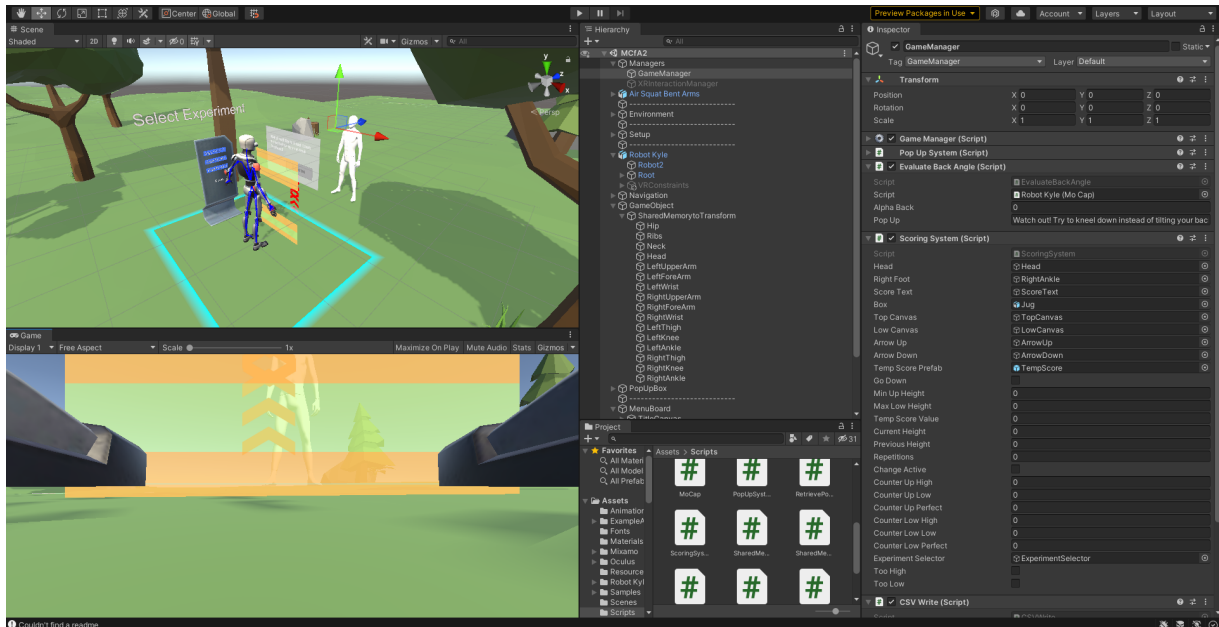 Center Global
Preview Packages in Use
Account
Layers
Layout
Scene
Shaded
2D
Gizmos
All
Select Experiment
Persp
y
z
x
Game
Display 1
Free Aspect
Scale
1x
Maximize On Play
Mute Audio
Stats
Gizmos
Hierarchy
All
MCfA2
Managers
GameManager
XRInteractionManager
Air Squat Bent Arms
---------------------------
Environment
---------------------------
Setup
---------------------------
Robot Kyle
Robot2
Root
VRConstraints
Navigation
GameObject
SharedMemorytoTransform
Hip
Ribs
Neck
Head
LeftUpperArm
LeftForeArm
LeftWrist
RightUpperArm
RightForeArm
RightWrist
LeftThigh
LeftKnee
LeftAnkle
RightThigh
RightKnee
RightAnkle
PopUpBox
---------------------------
MenuBoard
TitleCanvas
Project
31
Favorites
All Materi
All Model
All Prefab
Assets
Animation
ExampleA
Fonts
Materials
Mixamo
Oculus
Resource
Robot Kyl
Samples
Scenes
Scripts
Assets > Scripts
MoCap
PopUpSyst...
RetrievePo...
ScoringSys...
SharedMe...
SharedMe...
Inspector
GameManager
Static
Tag GameManager
Layer Default
Transform
Position X 0 Y 0 Z 0
Rotation X 0 Y 0 Z 0
Scale X 1 Y 1 Z 1
Game Manager (Script)
Pop Up System (Script)
Evaluate Back Angle (Script)
Script EvaluateBackAngle
Script Robot Kyle (Mo Cap)
Alpha Back 0
Pop Up Watch out! Try to kneel down instead of tilting your bac
Scoring System (Script)
Script ScoringSystem
Head Head
Right Foot RightAnkle
Score Text ScoreText
Box Jug
Top Canvas TopCanvas
Low Canvas LowCanvas
Arrow Up ArrowUp
Arrow Down ArrowDown
Temp Score Prefab TempScore
Go Down
Min Up Height 0
Max Low Height 0
Temp Score Value 0
Current Height 0
Previous Height 0
Repetitions 0
Change Active
Counter Up High 0
Counter Up Low 0
Counter Up Perfect 0
Counter Low High 0
Counter Low Low 0
Counter Low Perfect 0
Experiment Selector ExperimentSelector
Too High
Too Low
CSV Write (Script)
Script CSVWrite
Couldn't find a readme